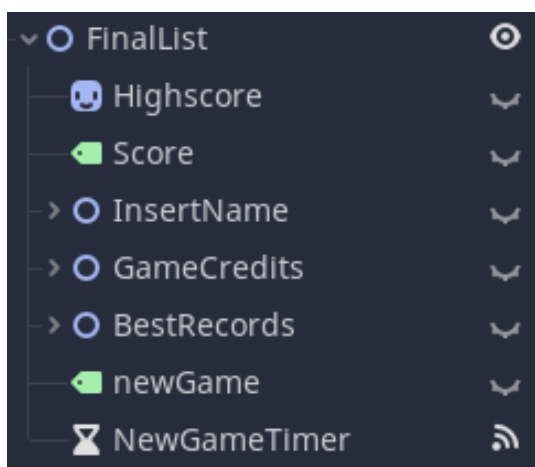 FinalList
Highscore
Score
InsertName
GameCredits
BestRecords
newGame
NewGameTimer